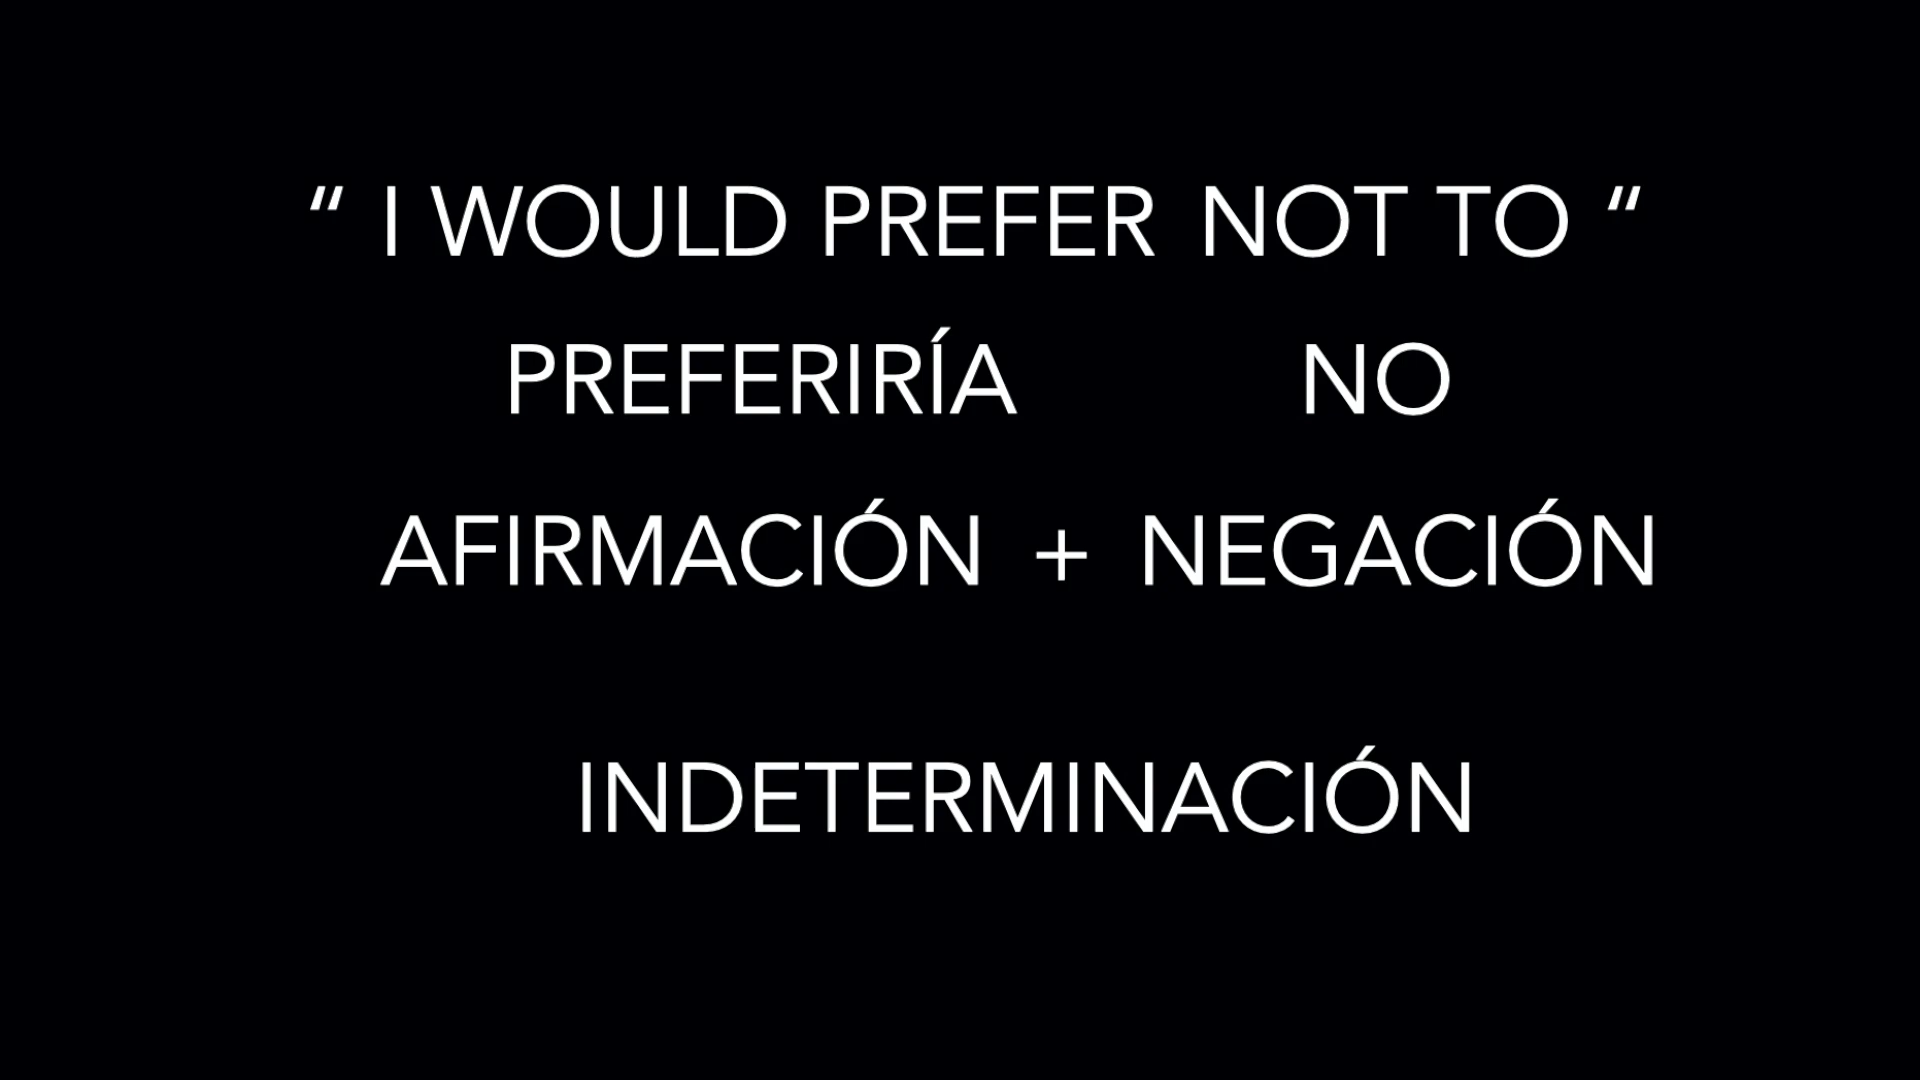 “ I WOULD PREFER NOT TO “
PREFERIRÍA NO
AFIRMACIÓN + NEGACIÓN
INDETERMINACIÓN